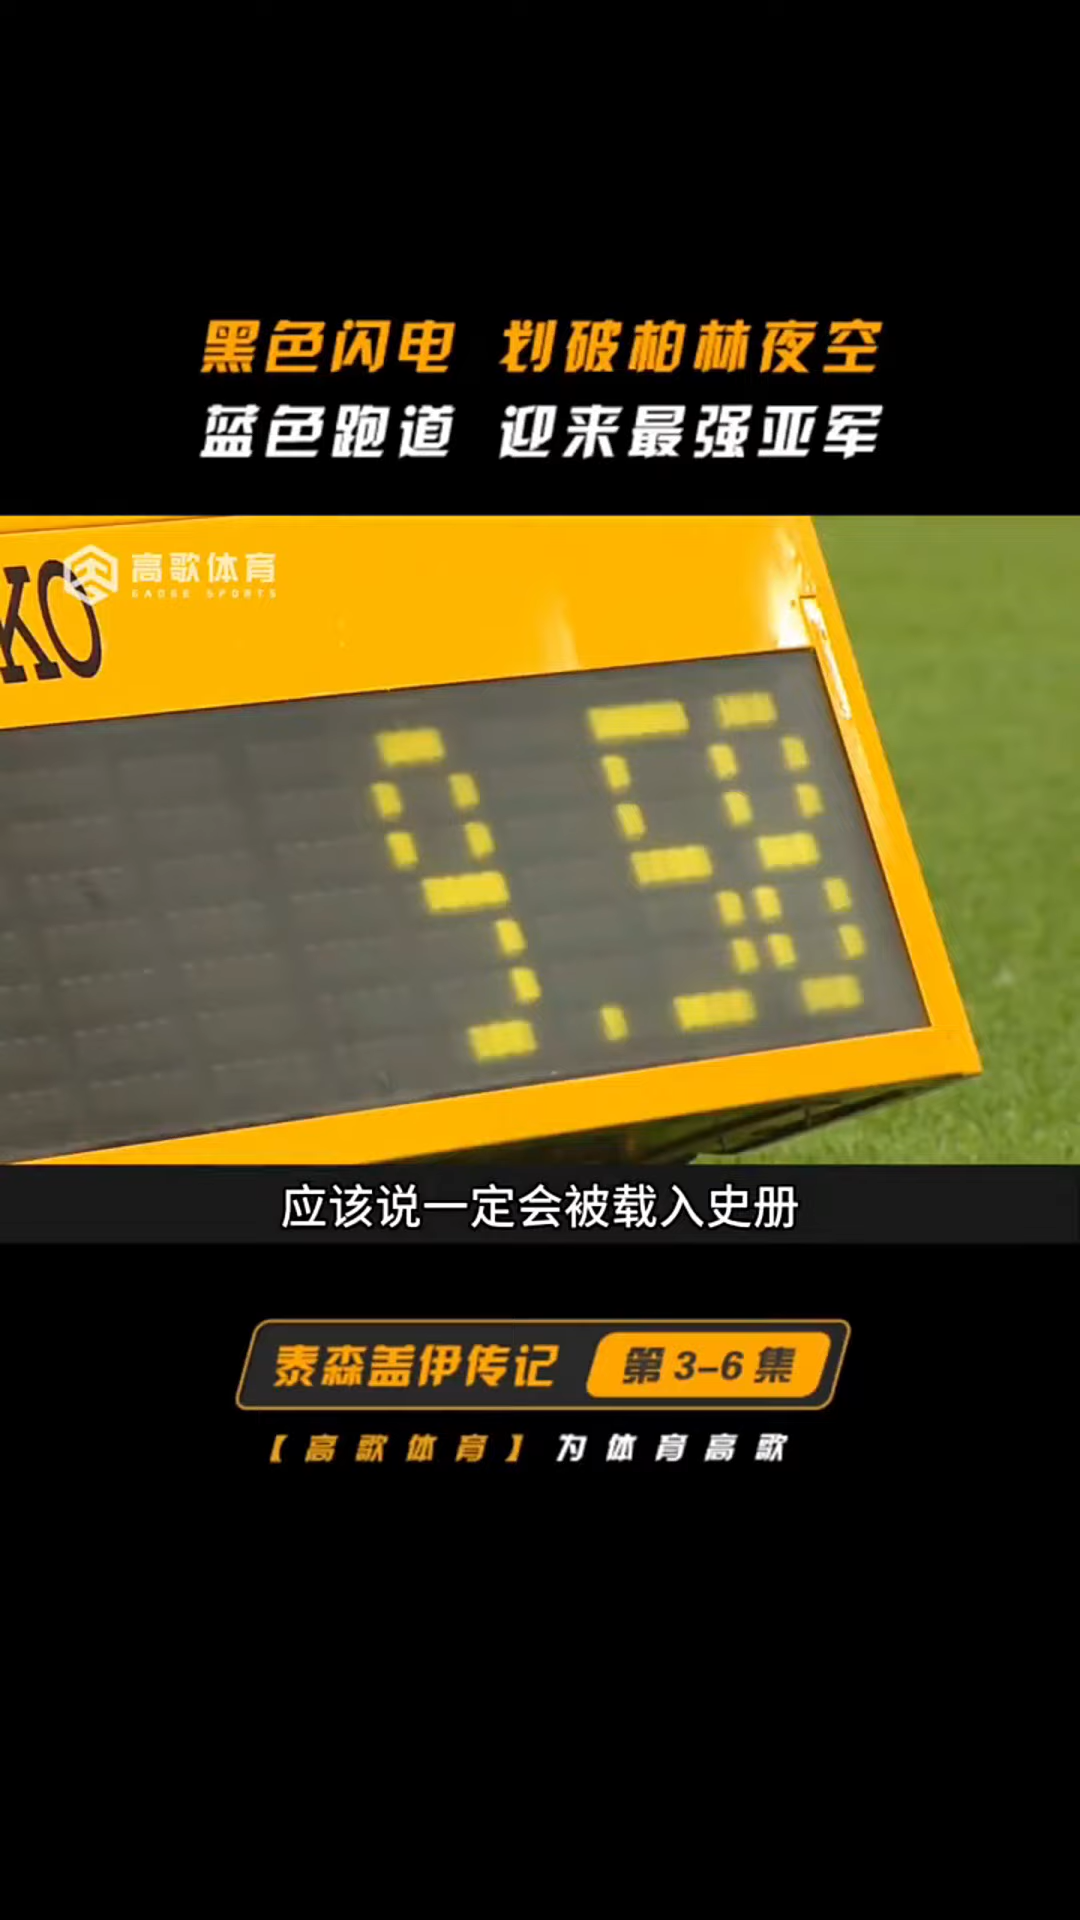 黑色闪电 划破柏林夜空
蓝色跑道 迎来最强亚军
KO
高歌体育
GAOGE SPORTS
9.58
应该说一定会被载入史册
泰森盖伊传记 第3-6集
【高歌体育】为体育高歌